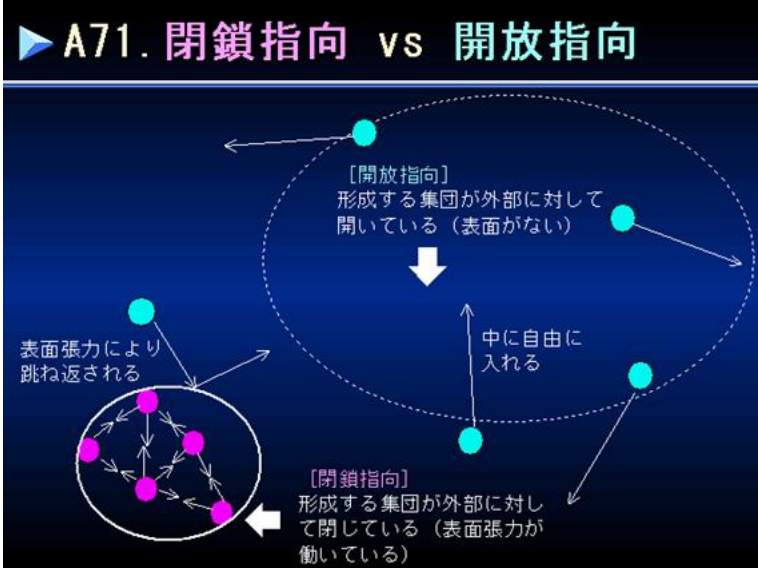 A71.閉鎖指向 vs 開放指向
[開放指向]
形成する集団が外部に対して
開いている（表面がない）
中に自由に
入れる
表面張力により
跳ね返される
[閉鎖指向]
形成する集団が外部に対し
て閉じている（表面張力が
働いている）